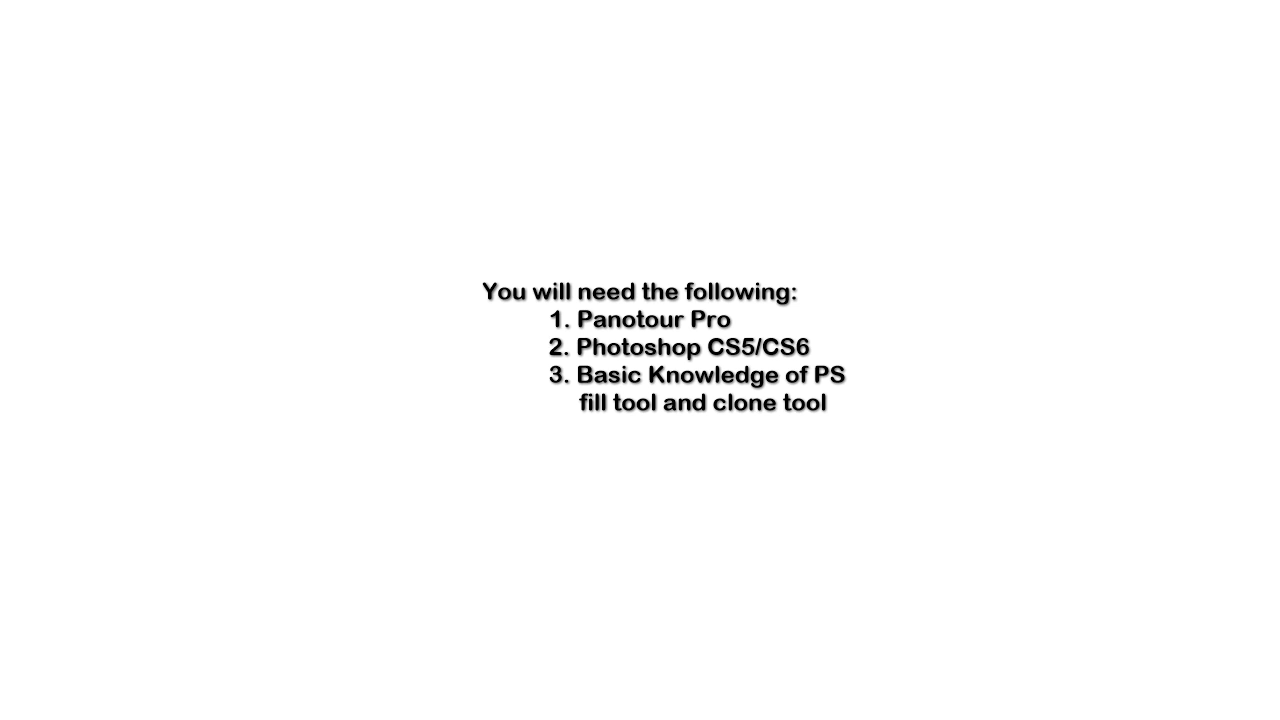 You will need the following:
1. Panotour Pro
2. Photoshop CS5/CS6
3. Basic Knowledge of PS
fill tool and clone tool